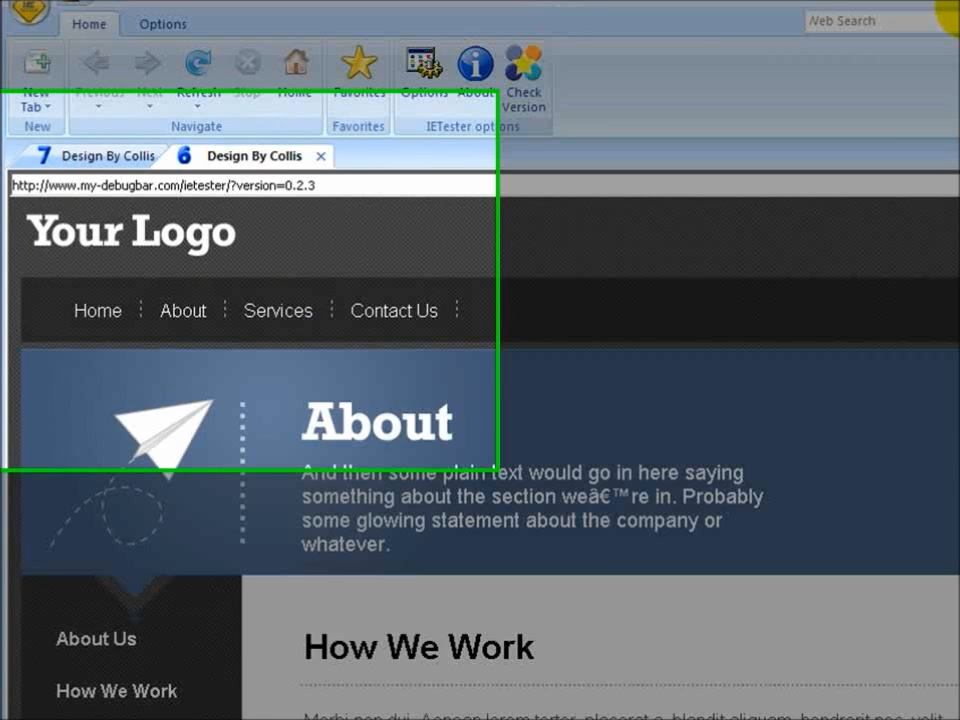 Home Options Web Search
New Tab Previous Next Refresh Stop Home Favorites Options About Check Version
New Navigate Favorites IETester options
7 Design By Collis 6 Design By Collis
http://www.my-debugbar.com/ietester/?version=0.2.3
Your Logo
Home About Services Contact Us
About
And then some plain text would go in here saying
something about the section weâ€™re in. Probably
some glowing statement about the company or
whatever.
About Us
How We Work
How We Work